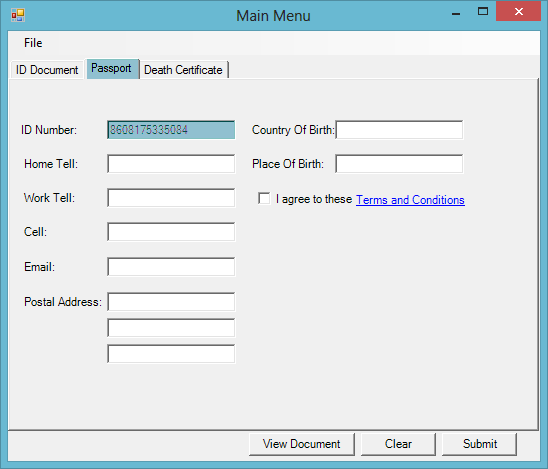 Main Menu
File
ID Document Passport Death Certificate
ID Number: 8608175335084 Country Of Birth:
Home Tell: Place Of Birth:
Work Tell: I agree to these Terms and Conditions
Cell:
Email:
Postal Address:
View Document Clear Submit